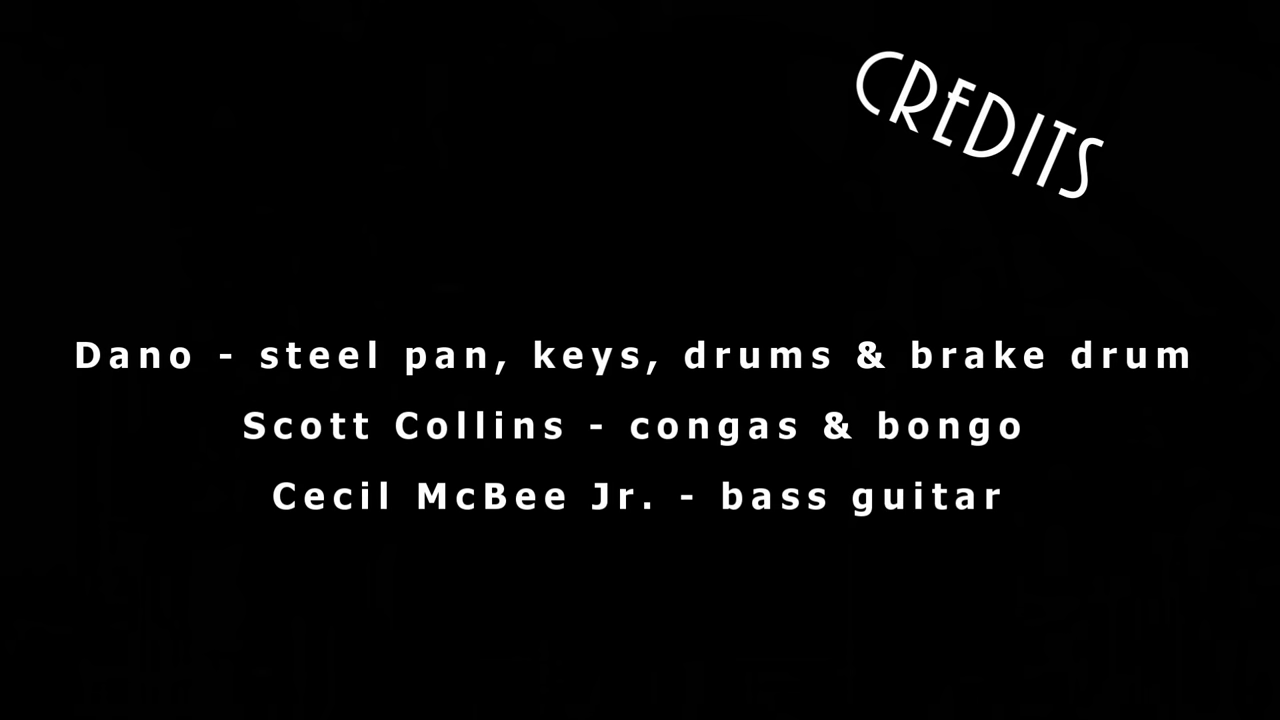 CREDITS
Dano - steel pan, keys, drums & brake drum
Scott Collins - congas & bongo
Cecil McBee Jr. - bass guitar